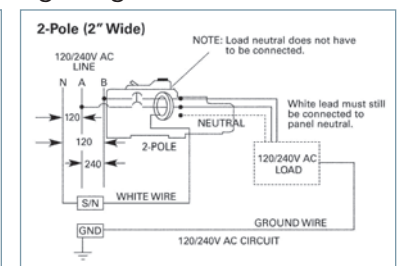 2-Pole (2" Wide)
NOTE: Load neutral does not have
to be connected.
120/240V AC
LINE
N A B
White lead must still
be connected to
panel neutral.
120
NEUTRAL
120
2-POLE
240
120/240V AC
LOAD
S/N
WHITE WIRE
GROUND WIRE
GND
120/240V AC CIRCUIT